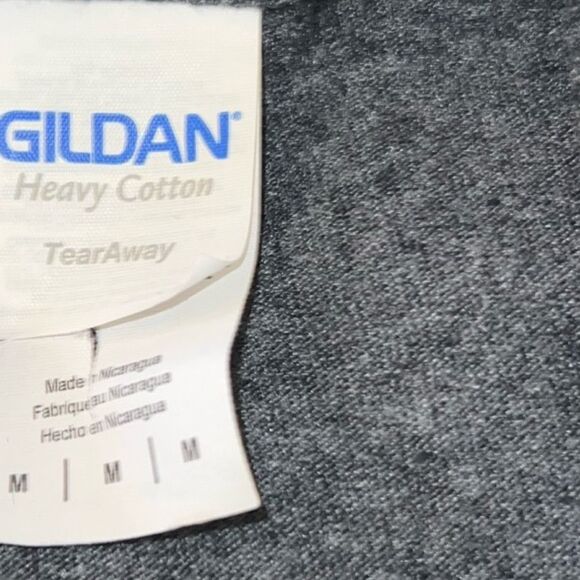 GILDAN®
Heavy Cotton
TearAway
Made in Nicaragua
Fabriqué au Nicaragua
Hecho en Nicaragua
M | M | M